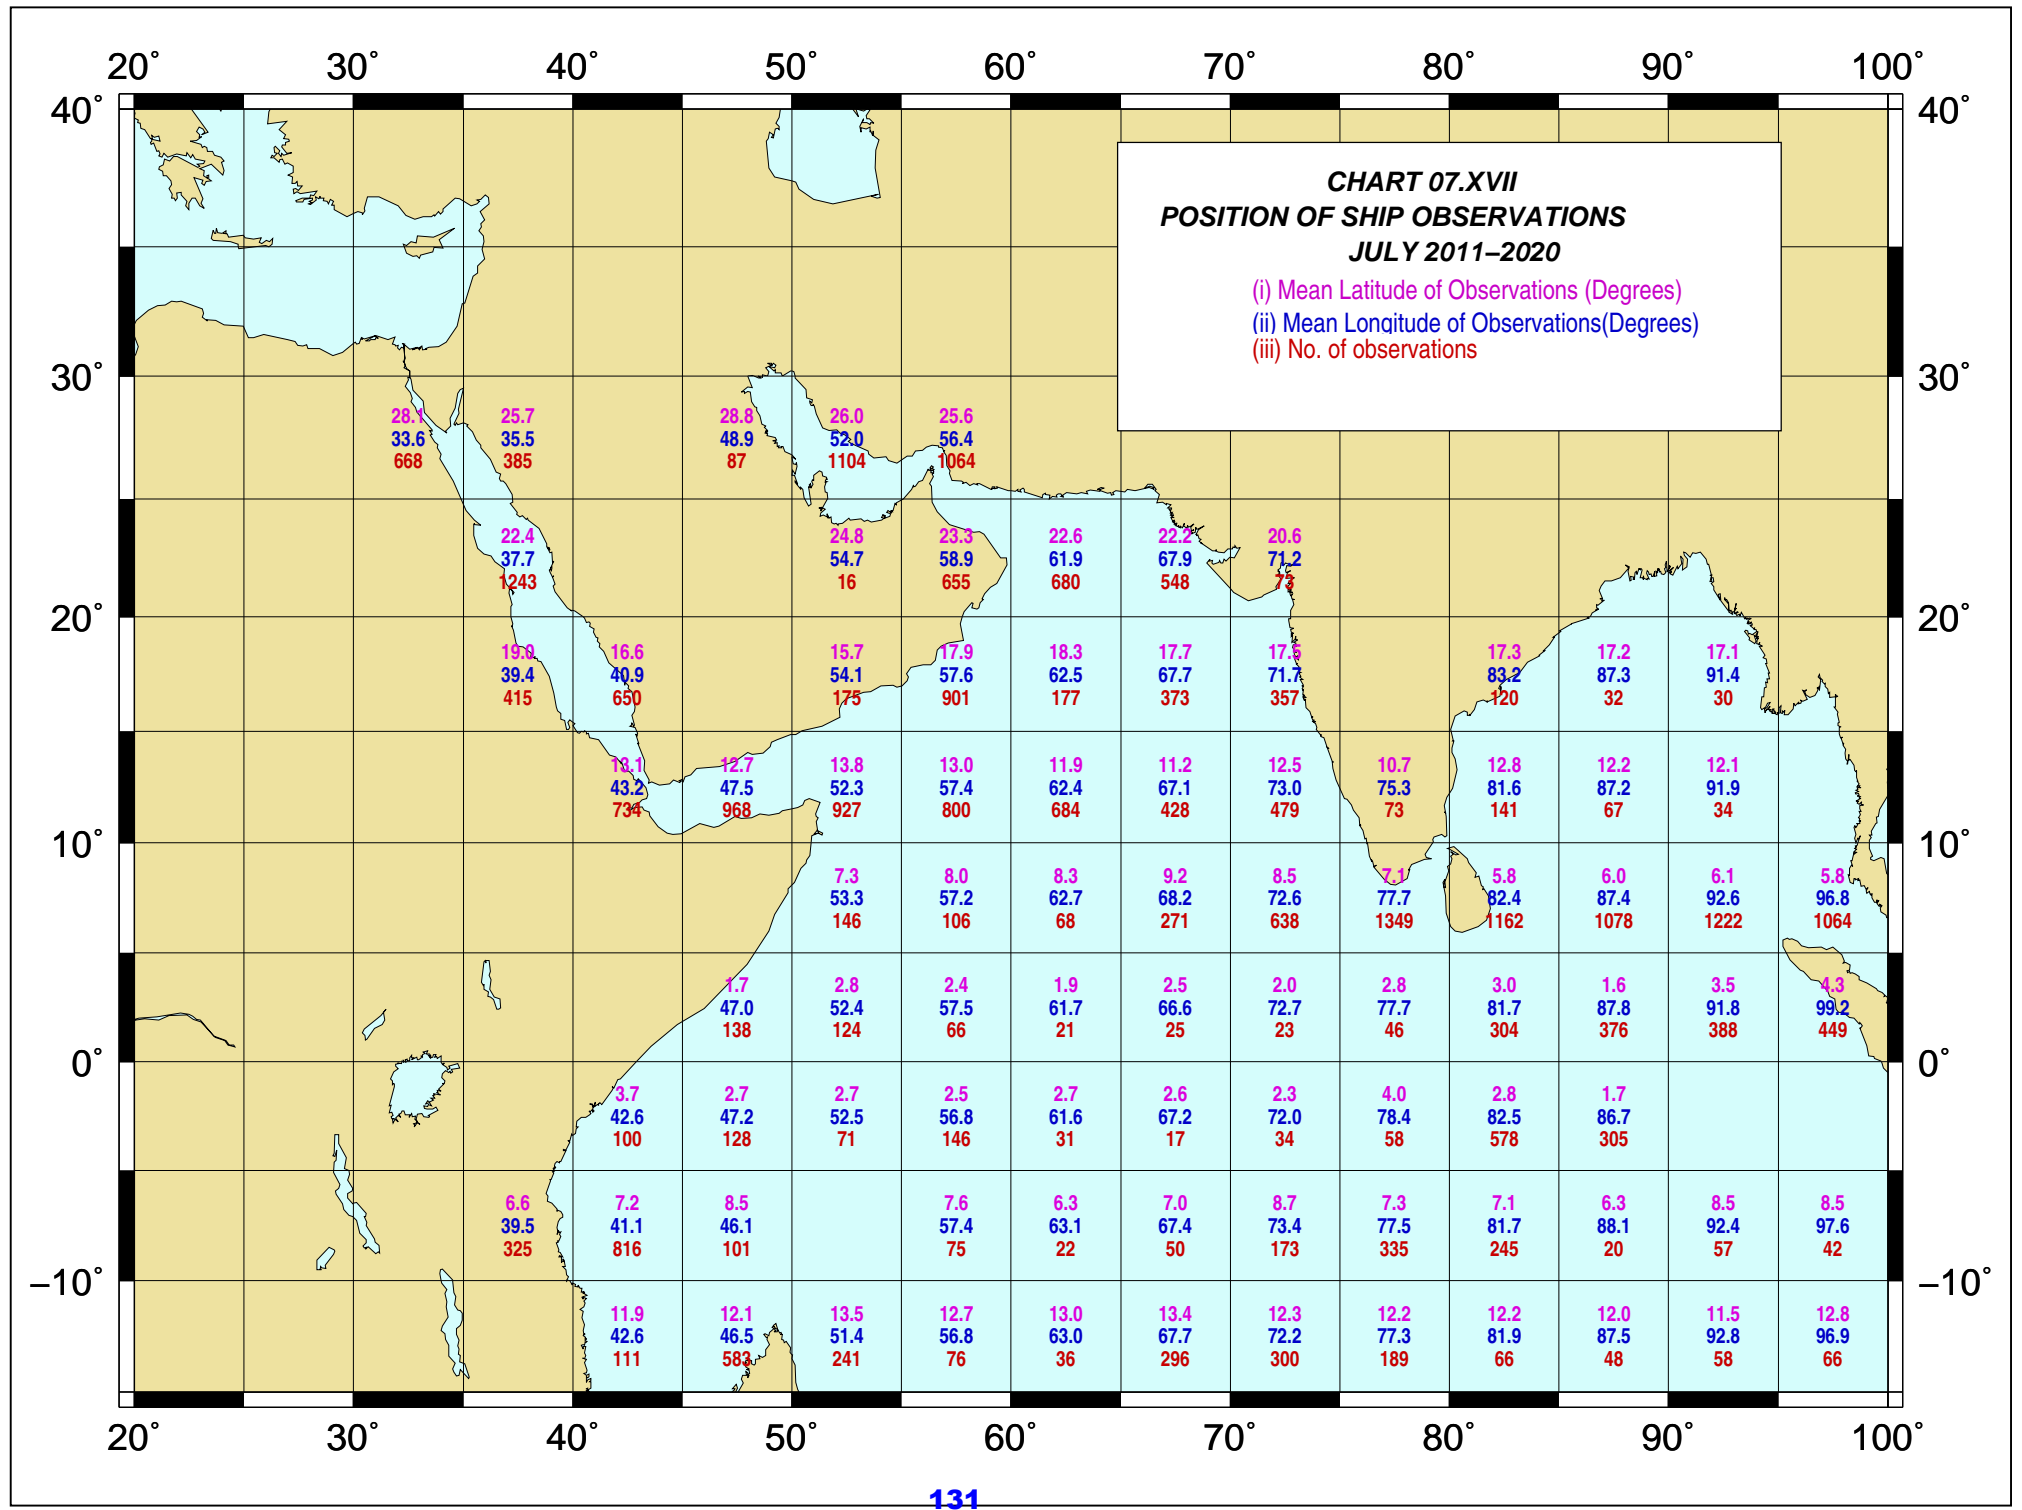 20° 30° 40° 50° 60° 70° 80° 90° 100°
40° 40°
CHART 07.XVII
POSITION OF SHIP OBSERVATIONS
JULY 2011–2020
(i) Mean Latitude of Observations (Degrees)
(ii) Mean Longitude of Observations(Degrees)
(iii) No. of observations
30° 30°
28.1 25.7 28.8 26.0 25.6
33.6 35.5 48.9 52.0 56.4
668 385 87 1104 1064
22.4 24.8 23.3 22.6 22.2 20.6
37.7 54.7 58.9 61.9 67.9 71.2
1243 16 655 680 548 73
20° 20°
19.0 16.6 15.7 17.9 18.3 17.7 17.5 17.3 17.2 17.1
39.4 40.9 54.1 57.6 62.5 67.7 71.7 83.2 87.3 91.4
415 650 175 901 177 373 357 120 32 30
13.1 12.7 13.8 13.0 11.9 11.2 12.5 10.7 12.8 12.2 12.1
43.2 47.5 52.3 57.4 62.4 67.1 73.0 75.3 81.6 87.2 91.9
734 968 927 800 684 428 479 73 141 67 34
10° 10°
7.3 8.0 8.3 9.2 8.5 7.1 5.8 6.0 6.1 5.8
53.3 57.2 62.7 68.2 72.6 77.7 82.4 87.4 92.6 96.8
146 106 68 271 638 1349 1162 1078 1222 1064
1.7 2.8 2.4 1.9 2.5 2.0 2.8 3.0 1.6 3.5 4.3
47.0 52.4 57.5 61.7 66.6 72.7 77.7 81.7 87.8 91.8 99.2
138 124 66 21 25 23 46 304 376 388 449
0° 0°
3.7 2.7 2.7 2.5 2.7 2.6 2.3 4.0 2.8 1.7
42.6 47.2 52.5 56.8 61.6 67.2 72.0 78.4 82.5 86.7
100 128 71 146 31 17 34 58 578 305
6.6 7.2 8.5 7.6 6.3 7.0 8.7 7.3 7.1 6.3 8.5 8.5
39.5 41.1 46.1 57.4 63.1 67.4 73.4 77.5 81.7 88.1 92.4 97.6
325 816 101 75 22 50 173 335 245 20 57 42
–10° –10°
11.9 12.1 13.5 12.7 13.0 13.4 12.3 12.2 12.2 12.0 11.5 12.8
42.6 46.5 51.4 56.8 63.0 67.7 72.2 77.3 81.9 87.5 92.8 96.9
111 583 241 76 36 296 300 189 66 48 58 66
20° 30° 40° 50° 60° 70° 80° 90° 100°
131